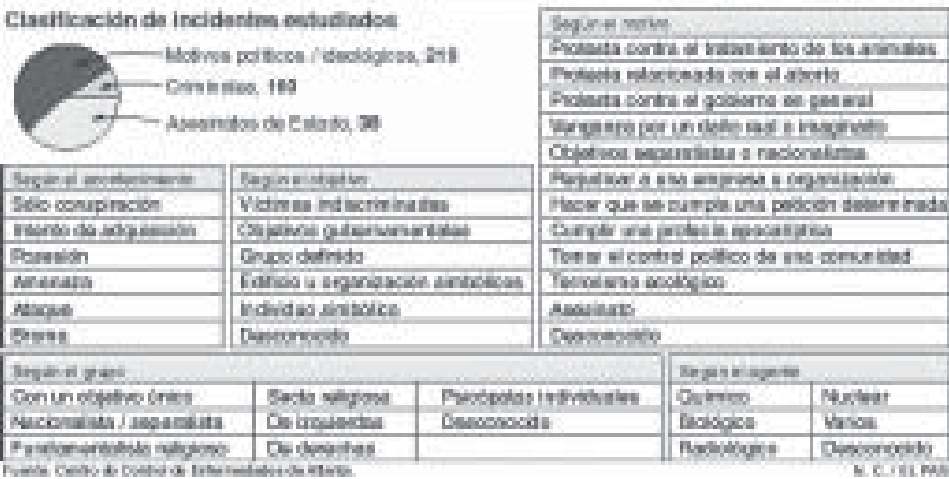 Clasificación de incidentes estudiados
Motivos políticos / ideológicos,
Criminales,
Asesinatos de Estado,
Según el motivo
Protesta contra el tratamiento de los animales
Protesta relacionada con el aborto
Protesta contra el gobierno en general
Venganza por un daño real o imaginado
Objetivos separatistas o nacionalistas
Perjudicar a una empresa u organización
Hacer que se cumpla una petición determinada
Cumplir una profecía apocalíptica
Tomar el control político de una comunidad
Terrorismo ecológico
Asesinato
Desconocido
Según el acontecimiento
Sólo conspiración
Intento de adquisición
Posesión
Amenaza
Ataque
Broma
Según el objetivo
Víctimas indiscriminadas
Objetivos gubernamentales
Grupo definido
Edificio u organización simbólicos
Individuo simbólico
Desconocido
Según el grupo
Con un objetivo único
Nacionalista / separatista
Fundamentalista religioso
Secta religiosa
De izquierdas
De derechas
Psicópatas individuales
Desconocido
Según el agente
Químico
Biológico
Radiológico
Nuclear
Varios
Desconocido
Fuente: Centro de Control de Enfermedades de Atlanta.
N. C. / EL PAÍS